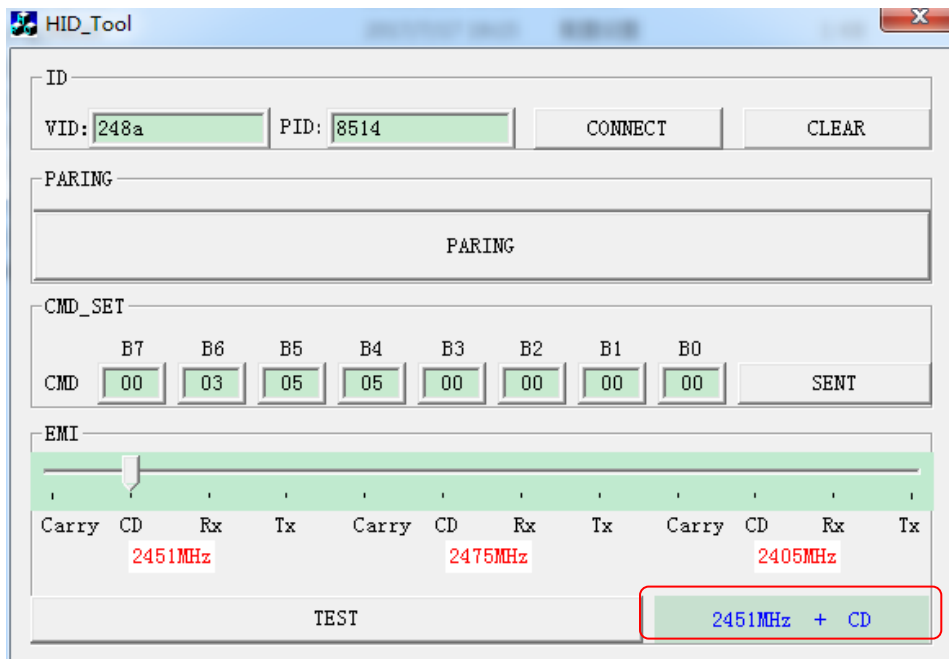 HID_Tool
ID
VID: 248a PID: 8514 CONNECT CLEAR
PARING
PARING
CMD_SET
B7 B6 B5 B4 B3 B2 B1 B0
CMD 00 03 05 05 00 00 00 00 SENT
EMI
Carry CD Rx Tx Carry CD Rx Tx Carry CD Rx Tx
2451MHz 2475MHz 2405MHz
TEST 2451MHz + CD